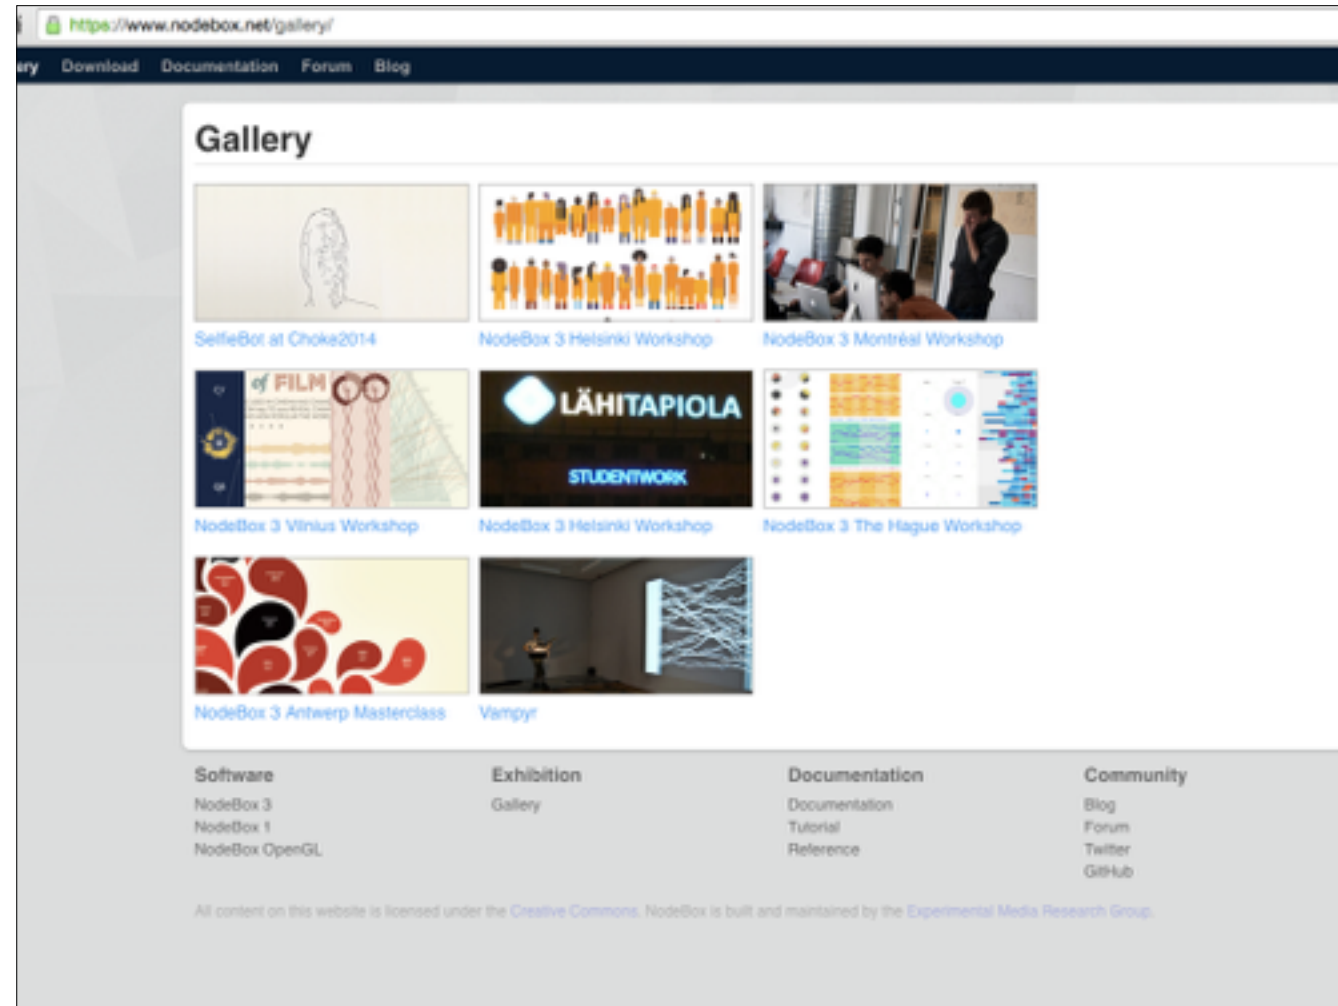 https://www.nodebox.net/gallery/
ery Download Documentation Forum Blog
Gallery
SelfieBot at Choke2014
NodeBox 3 Helsinki Workshop
NodeBox 3 Montréal Workshop
of FILM
LÄHITAPIOLA
STUDENTWORK
NodeBox 3 Vilnius Workshop
NodeBox 3 Helsinki Workshop
NodeBox 3 The Hague Workshop
NodeBox 3 Antwerp Masterclass
Vampyr
Software
NodeBox 3
NodeBox 1
NodeBox OpenGL
Exhibition
Gallery
Documentation
Documentation
Tutorial
Reference
Community
Blog
Forum
Twitter
GitHub
All content on this website is licensed under the Creative Commons. NodeBox is built and maintained by the Experimental Media Research Group.